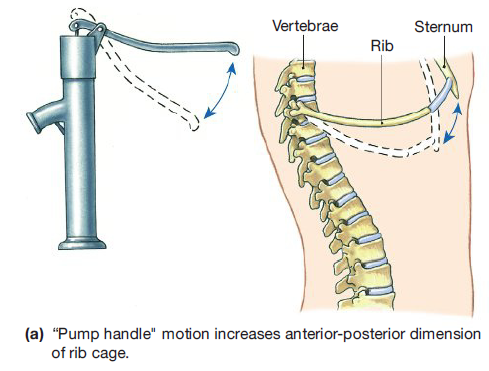 Vertebrae
Sternum
Rib
(a) “Pump handle" motion increases anterior-posterior dimension
of rib cage.